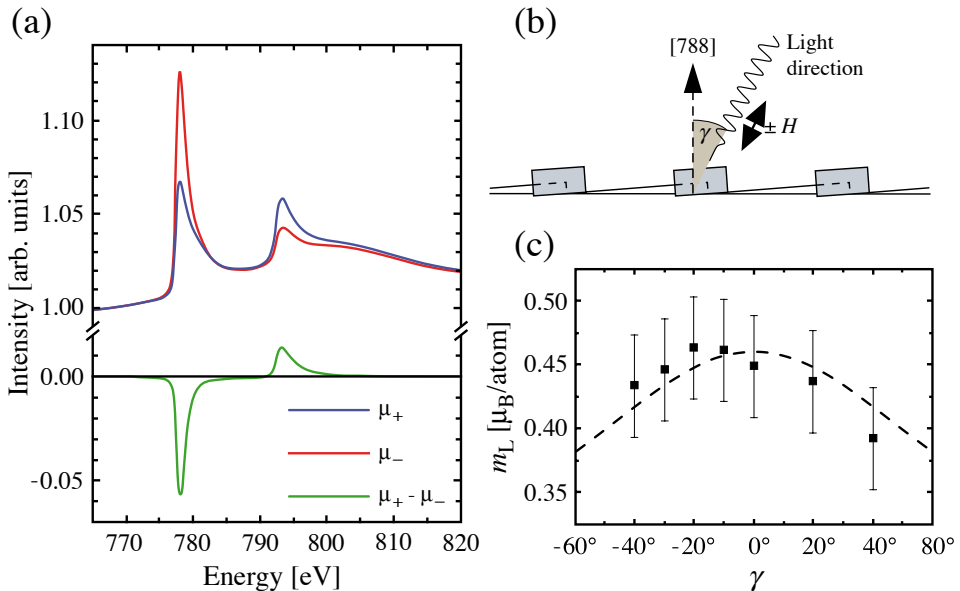 (a)
Intensity [arb. units]
1.10
1.05
1.00
0.00
-0.05
μ+
μ−
μ+ - μ−
770 780 790 800 810 820
Energy [eV]
(b)
[788]
Light
direction
γ
± H
(c)
mL [μB/atom]
0.50
0.45
0.40
0.35
-60° -40° -20° 0° 20° 40° 80°
γ